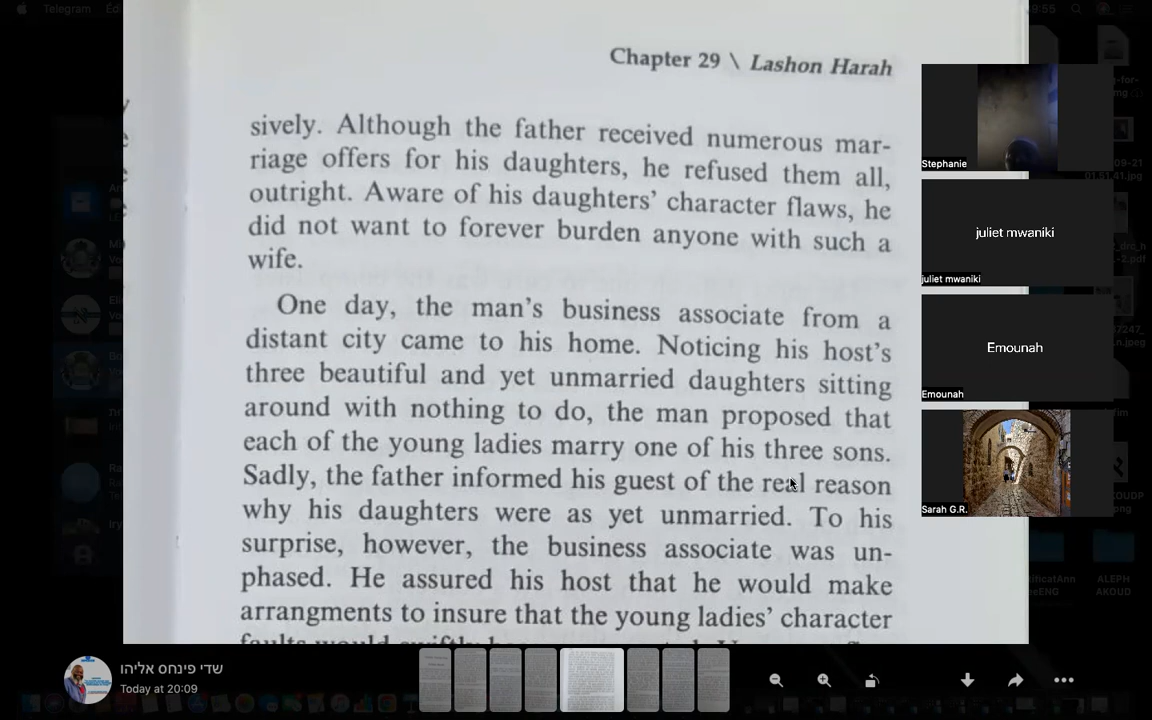 Telegram
Chapter 29 \ Lashon Harah
sively. Although the father received numerous mar-
riage offers for his daughters, he refused them all,
outright. Aware of his daughters' character flaws, he
did not want to forever burden anyone with such a
wife.
One day, the man's business associate from a
distant city came to his home. Noticing his host's
three beautiful and yet unmarried daughters sitting
around with nothing to do, the man proposed that
each of the young ladies marry one of his three sons.
Sadly, the father informed his guest of the real reason
why his daughters were as yet unmarried. To his
surprise, however, the business associate was un-
phased. He assured his host that he would make
arrangments to insure that the young ladies' character
Stephanie
juliet mwaniki
juliet mwaniki
Emounah
Emounah
Sarah G.R.
ALEPH
AKOUD
שדי פינחס אליהו
Today at 20:09